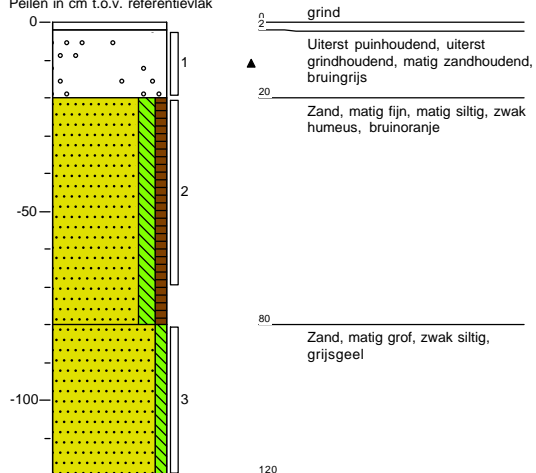 Peilen in cm t.o.v. referentievlak
0
-50
-100
1
2
3
0
grind
2
Uiterst puinhoudend, uiterst
grindhoudend, matig zandhoudend,
bruingrijs
20
Zand, matig fijn, matig siltig, zwak
humeus, bruinoranje
80
Zand, matig grof, zwak siltig,
grijsgeel
120